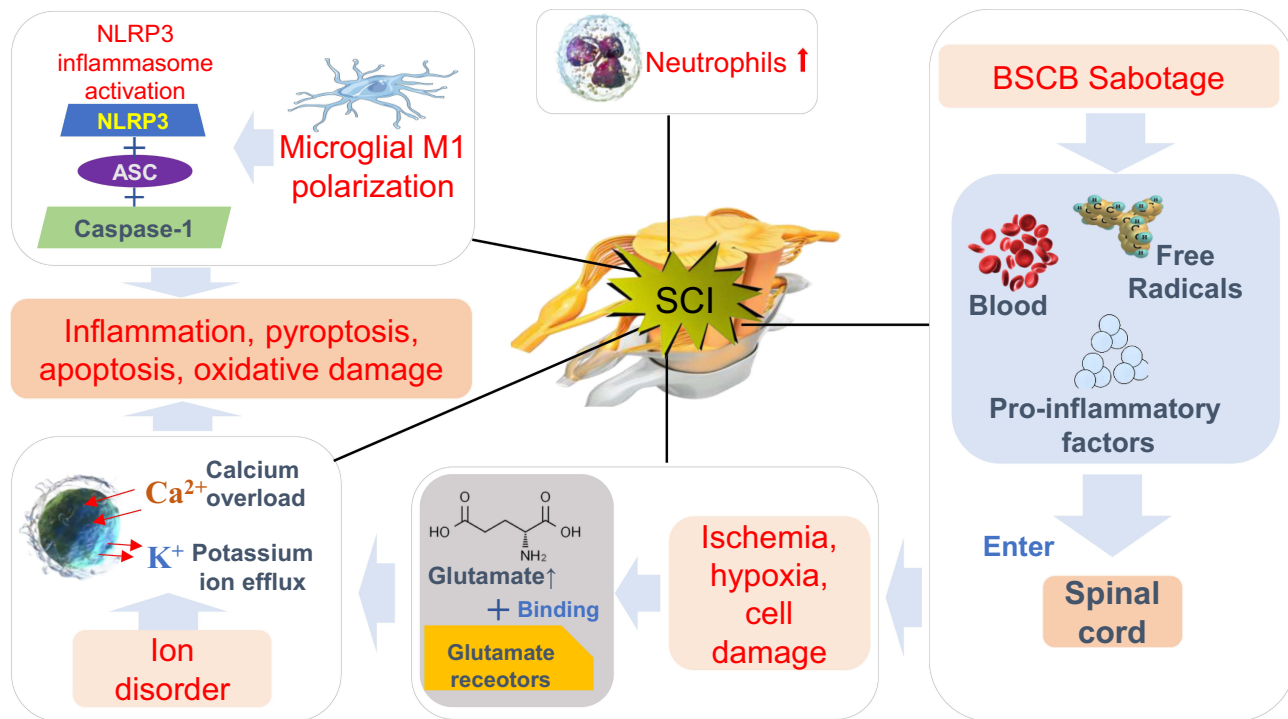 NLRP3
inflammasome
activation
NLRP3
+
ASC
+
Caspase-1
Microglial M1
polarization
Neutrophils ⬆
BSCB Sabotage
Blood
Free
Radicals
Pro-inflammatory
factors
Enter
Spinal
cord
SCI
Inflammation, pyroptosis,
apoptosis, oxidative damage
Ca²⁺ Calcium
overload
K⁺ Potassium
ion efflux
Ion
disorder
O O
HO OH
NH₂
Glutamate↑
+ Binding
Glutamate
receotors
Ischemia,
hypoxia,
cell
damage